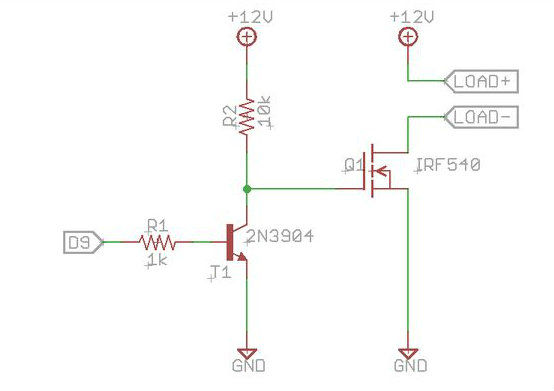 +12V
+12V
LOAD+
R2
10k
LOAD-
Q1
IRF540
D9
R1
1k
2N3904
T1
GND
GND